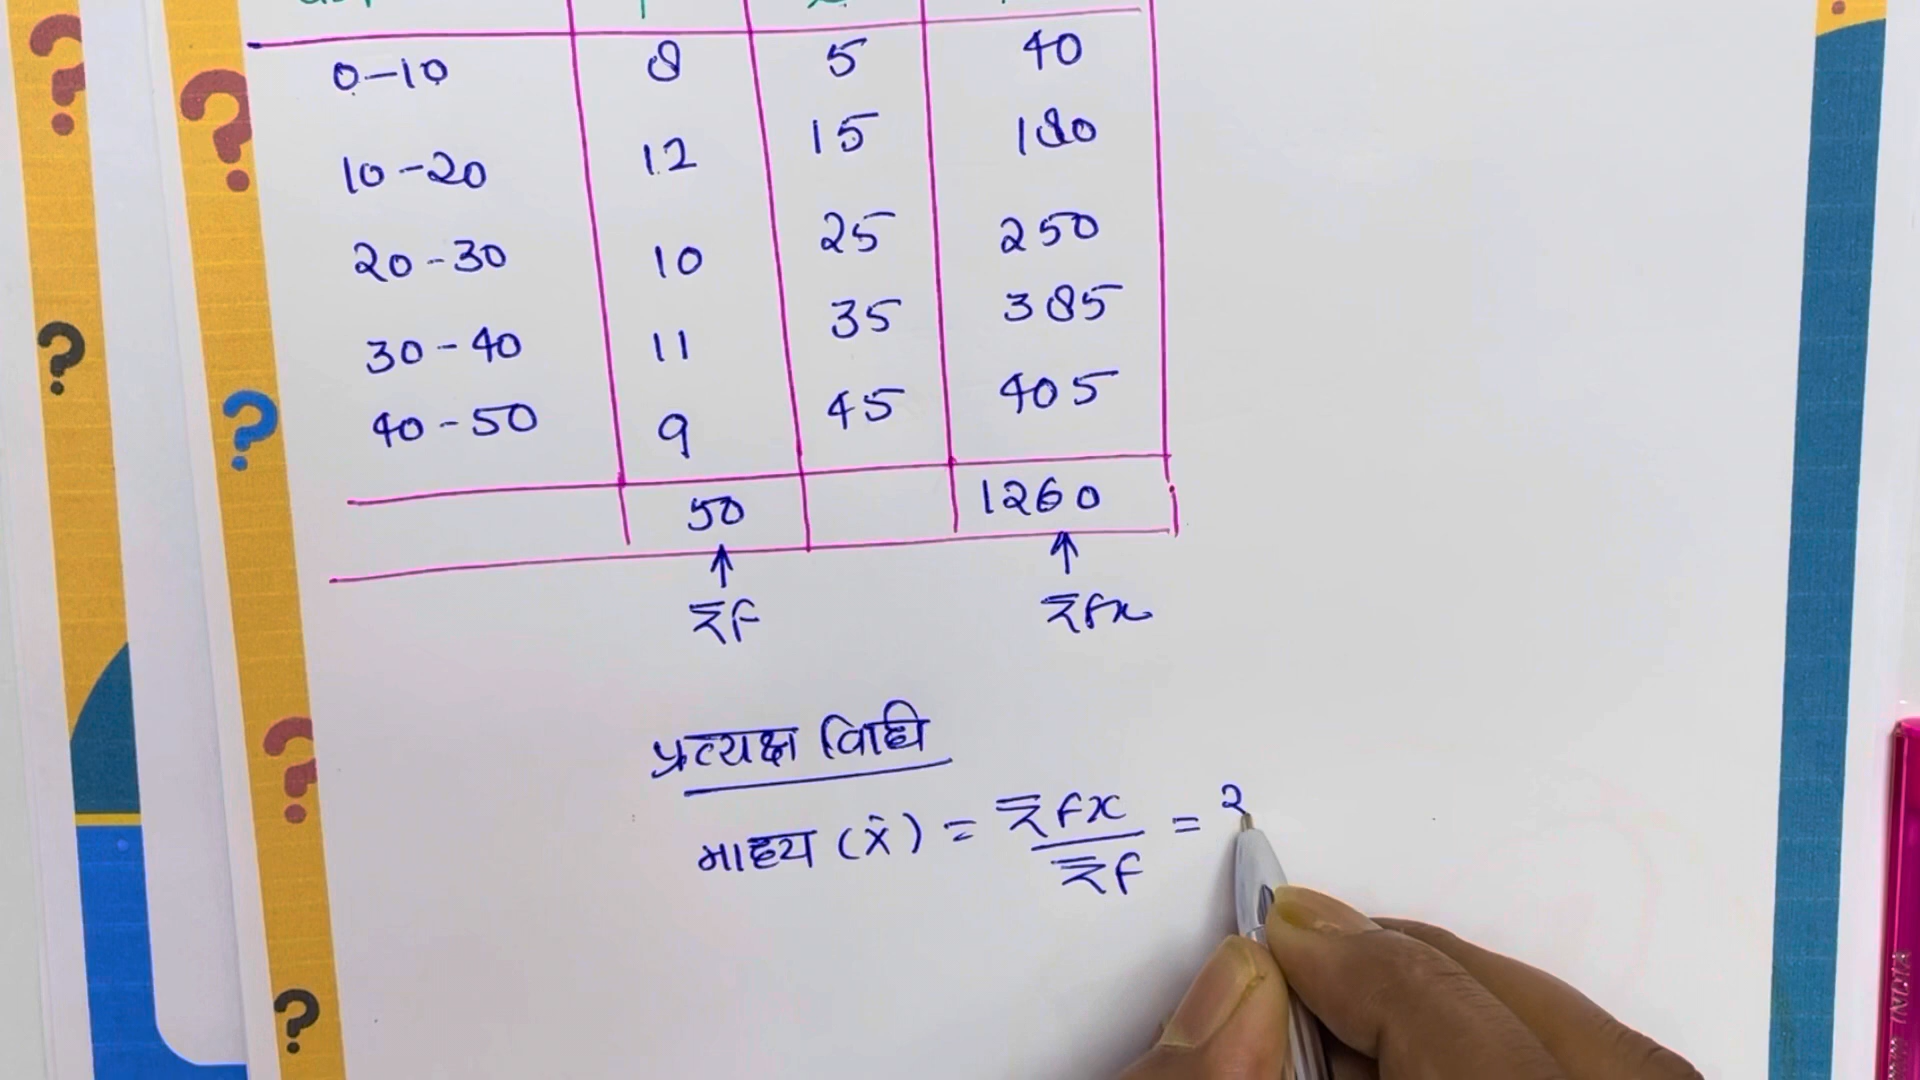 0-10 8 5 40
10-20 12 15 180
20-30 10 25 250
30-40 11 35 385
40-50 9 45 405
50 1260
↑ ↑
Σf Σfx
प्रत्यक्ष विधि
माध्य (x̄) = Σfx / Σf = 2